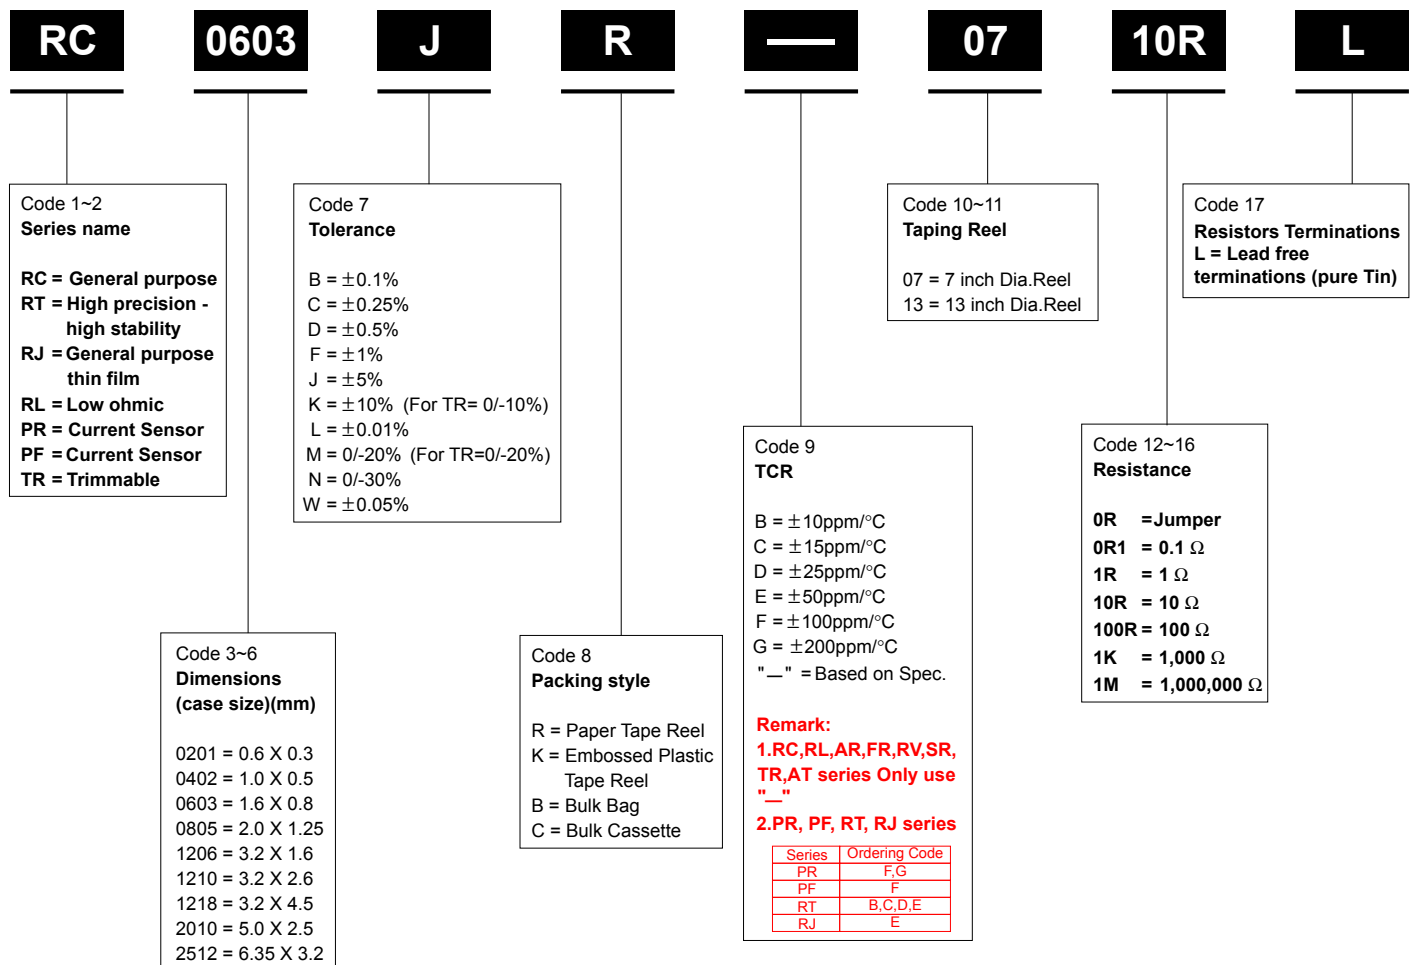 RC 0603 J R — 07 10R L
Code 1~2
Series name
RC = General purpose
RT = High precision -
high stability
RJ = General purpose
thin film
RL = Low ohmic
PR = Current Sensor
PF = Current Sensor
TR = Trimmable
Code 3~6
Dimensions
(case size)(mm)
0201 = 0.6 X 0.3
0402 = 1.0 X 0.5
0603 = 1.6 X 0.8
0805 = 2.0 X 1.25
1206 = 3.2 X 1.6
1210 = 3.2 X 2.6
1218 = 3.2 X 4.5
2010 = 5.0 X 2.5
2512 = 6.35 X 3.2
Code 7
Tolerance
B = ±0.1%
C = ±0.25%
D = ±0.5%
F = ±1%
J = ±5%
K = ±10% (For TR= 0/-10%)
L = ±0.01%
M = 0/-20% (For TR=0/-20%)
N = 0/-30%
W = ±0.05%
Code 8
Packing style
R = Paper Tape Reel
K = Embossed Plastic
Tape Reel
B = Bulk Bag
C = Bulk Cassette
Code 9
TCR
B = ±10ppm/°C
C = ±15ppm/°C
D = ±25ppm/°C
E = ±50ppm/°C
F = ±100ppm/°C
G = ±200ppm/°C
"—" = Based on Spec.
Remark:
1.RC,RL,AR,FR,RV,SR,
TR,AT series Only use
"—"
2.PR, PF, RT, RJ series
Series Ordering Code
PR F,G
PF F
RT B,C,D,E
RJ E
Code 10~11
Taping Reel
07 = 7 inch Dia.Reel
13 = 13 inch Dia.Reel
Code 12~16
Resistance
0R =Jumper
0R1 = 0.1 Ω
1R = 1 Ω
10R = 10 Ω
100R = 100 Ω
1K = 1,000 Ω
1M = 1,000,000 Ω
Code 17
Resistors Terminations
L = Lead free
terminations (pure Tin)